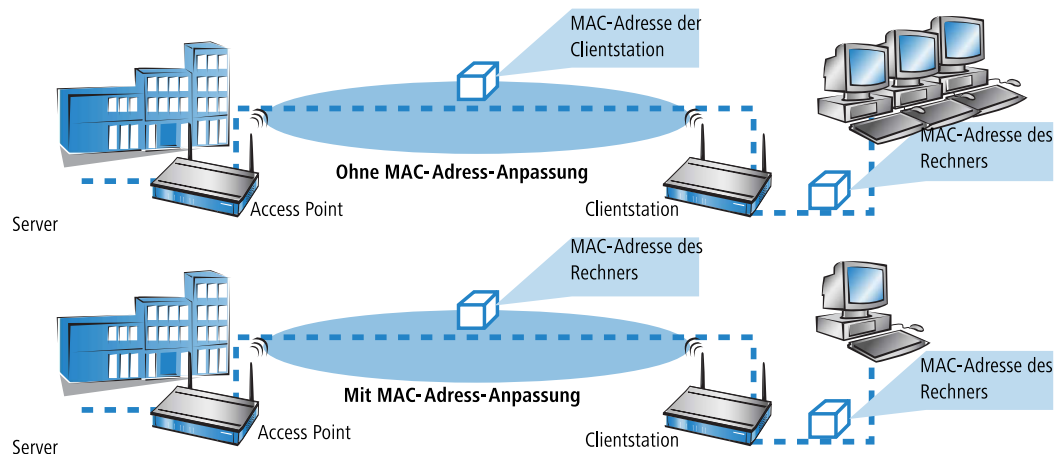 MAC-Adresse der
Clientstation
MAC-Adresse des
Rechners
Ohne MAC-Adress-Anpassung
Access Point
Clientstation
Server
MAC-Adresse des
Rechners
MAC-Adresse des
Rechners
Mit MAC-Adress-Anpassung
Access Point
Clientstation
Server